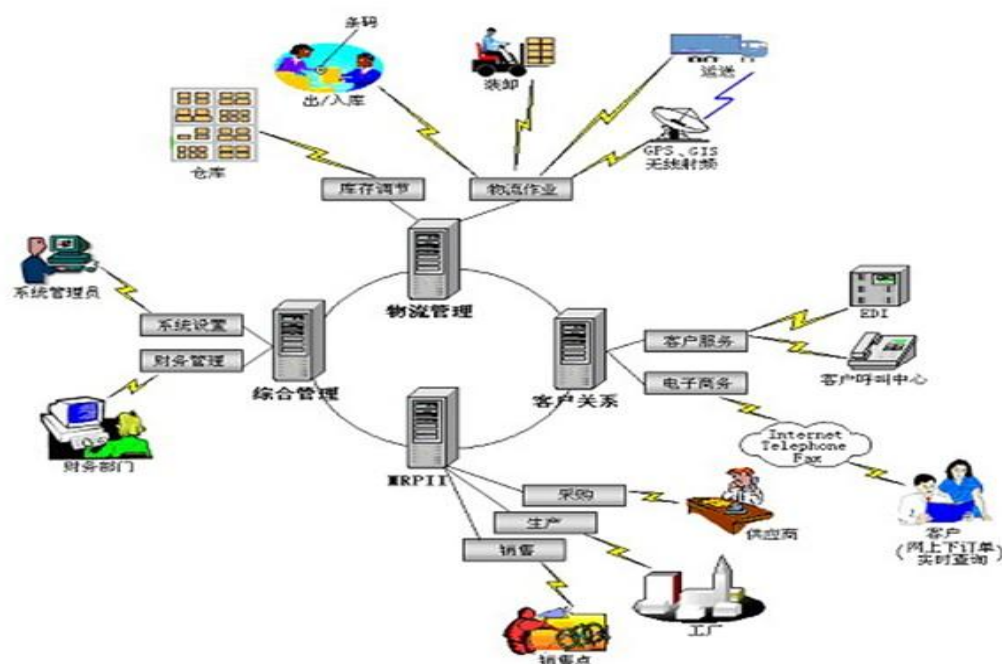 条码
出/入库
装卸
运送
仓库
GPS、GIS
无线射频
库存调节
物流作业
物流管理
系统管理员
系统设置
财务管理
综合管理
财务部门
客户关系
客户服务
EDI
客户呼叫中心
电子商务
Internet
Telephone
Fax
MRPII
采购
供应商
生产
销售
客户
(网上下订单
实时查询)
工厂
销售点